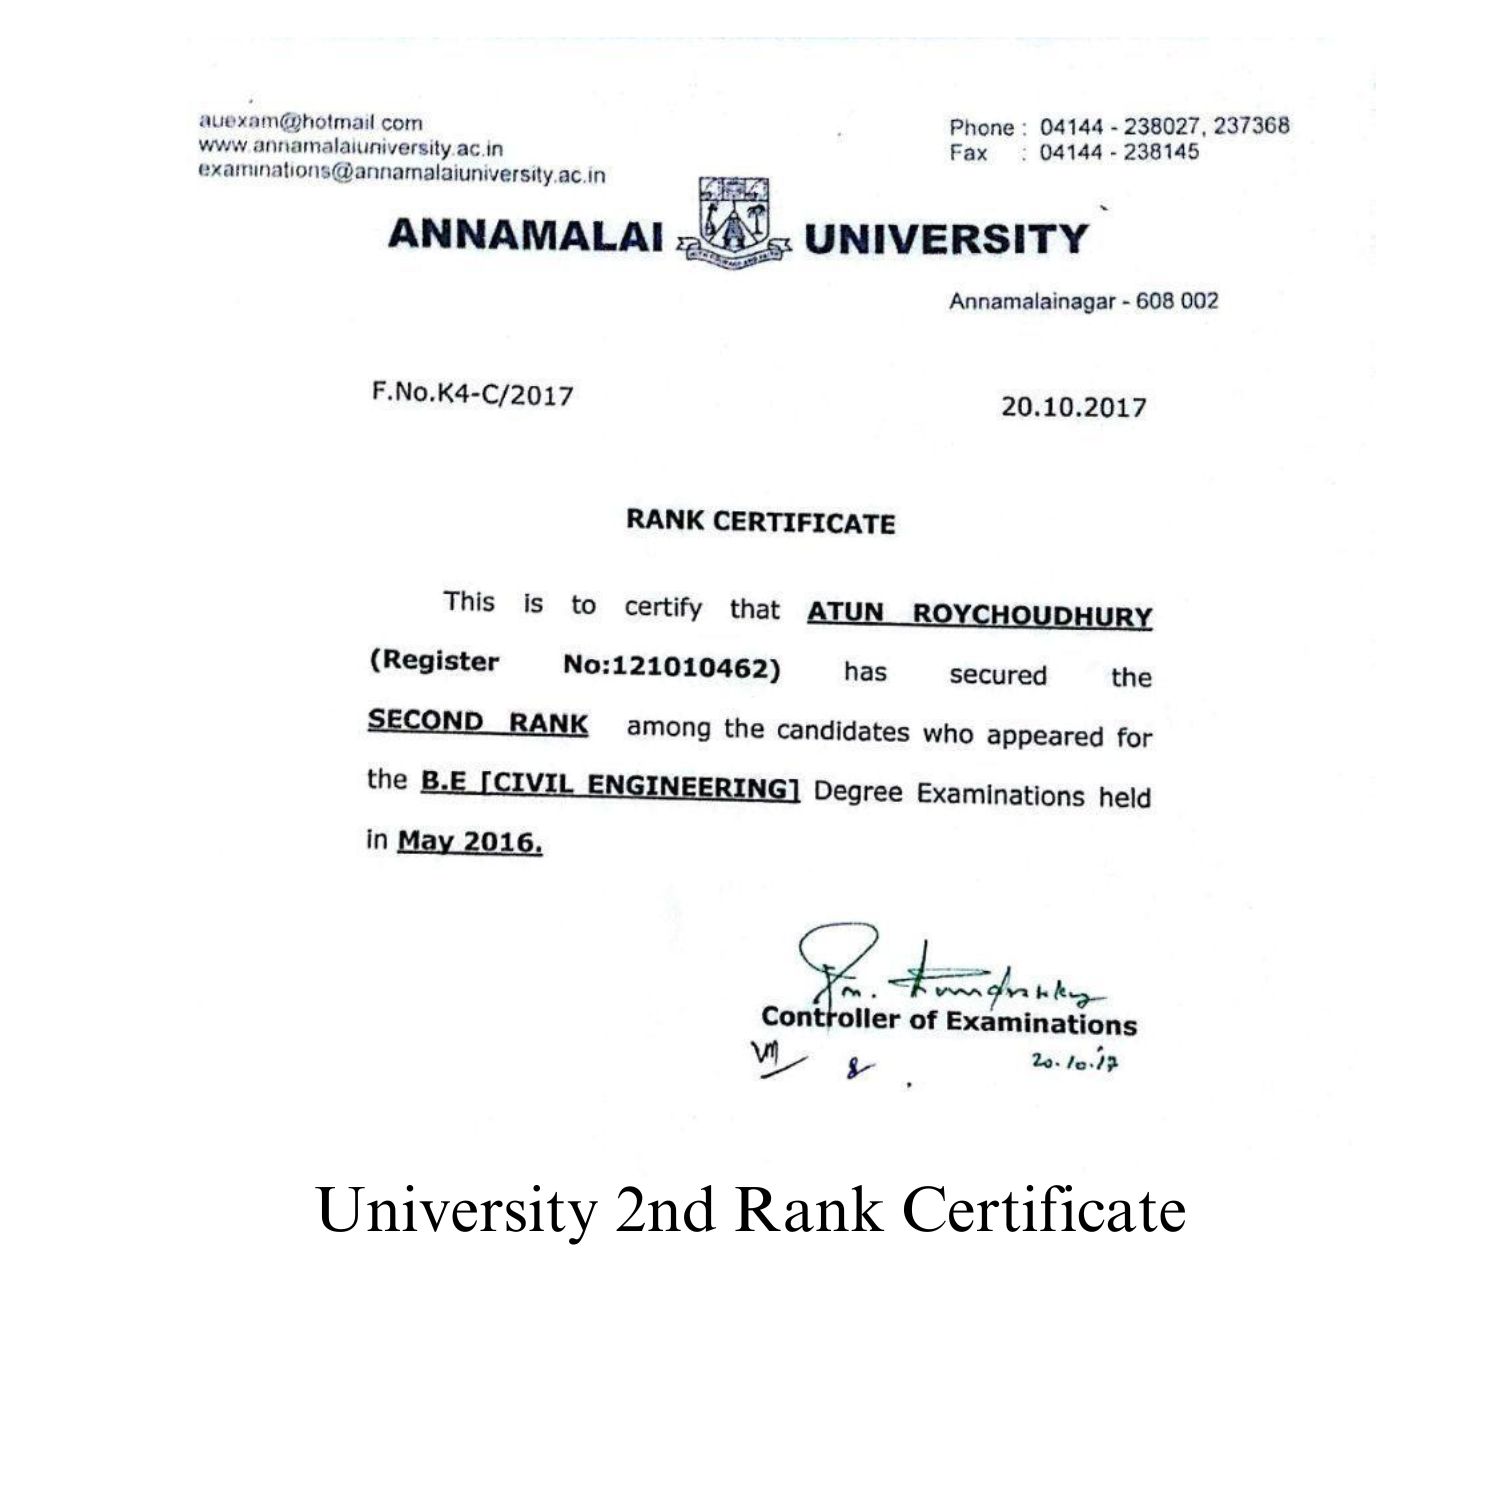 auexam@hotmail com
www.annamalaiuniversity.ac.in
examinations@annamalaiuniversity.ac.in
Phone : 04144 - 238027, 237368
Fax : 04144 - 238145
ANNAMALAI UNIVERSITY
Annamalainagar - 608 002
F.No.K4-C/2017
20.10.2017
RANK CERTIFICATE
This is to certify that ATUN ROYCHOUDHURY
(Register No:121010462) has secured the
SECOND RANK among the candidates who appeared for
the B.E [CIVIL ENGINEERING] Degree Examinations held
in May 2016.
Controller of Examinations
20.10.17
University 2nd Rank Certificate